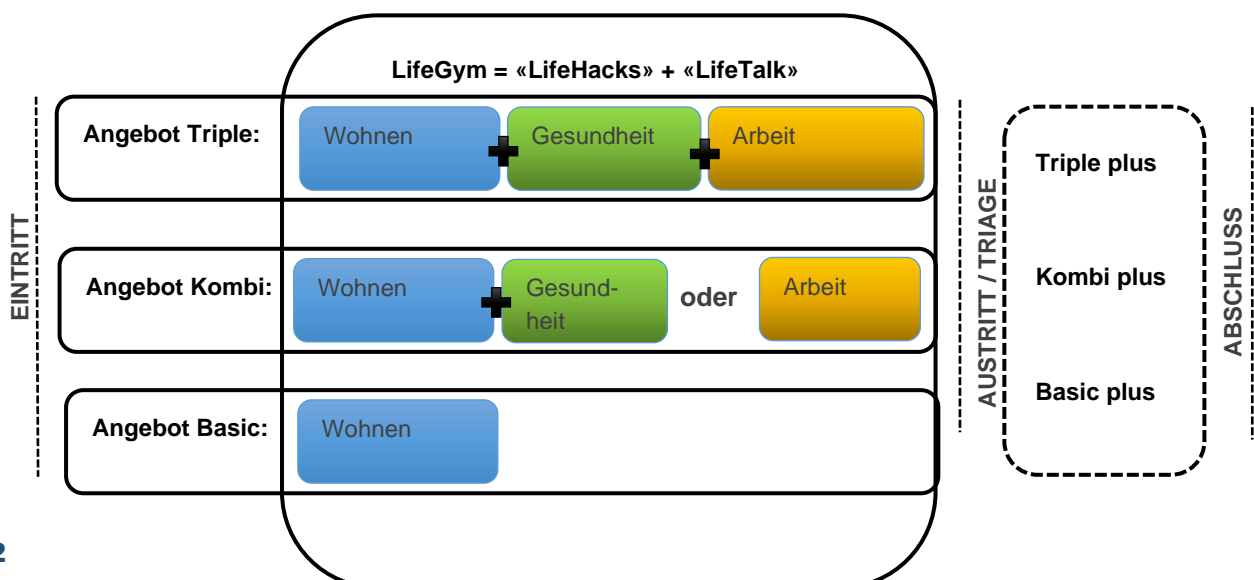 LifeGym = «LifeHacks» + «LifeTalk»
EINTRITT
Angebot Triple:
Wohnen
Gesundheit
Arbeit
Angebot Kombi:
Wohnen
Gesund-
heit
oder
Arbeit
Angebot Basic:
Wohnen
AUSTRITT / TRIAGE
Triple plus
Kombi plus
Basic plus
ABSCHLUSS
2